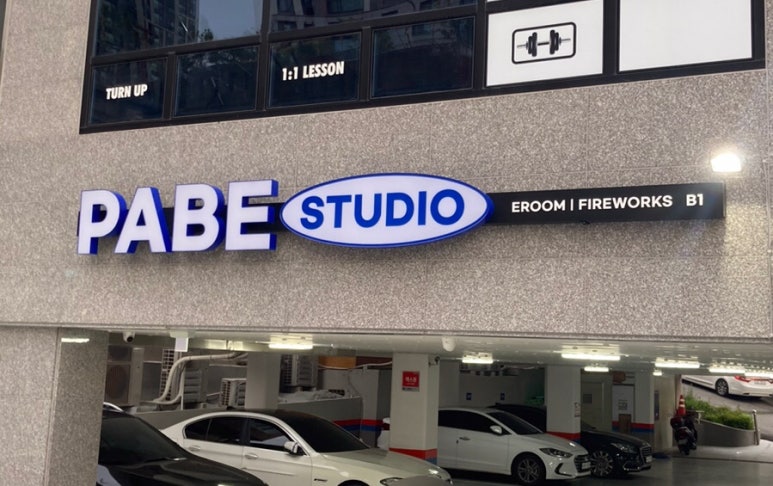 TURN UP
1:1 LESSON
PABE STUDIO EROOM | FIREWORKS B1